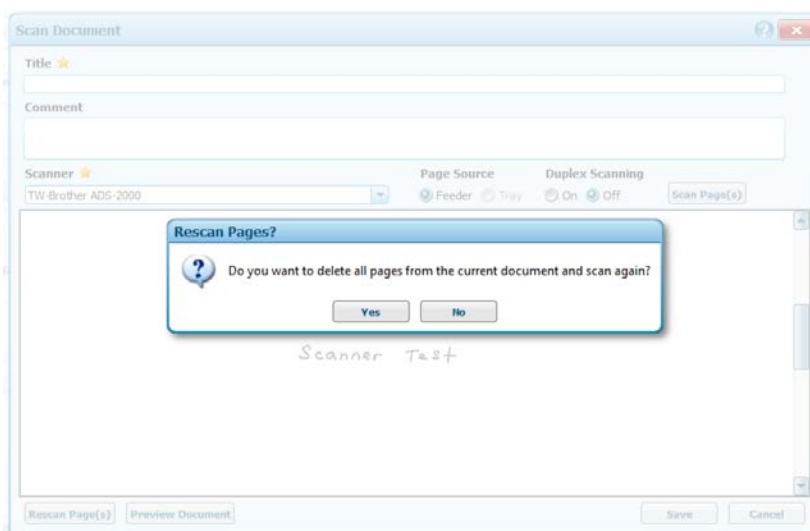 Scan Document
Title
Comment
Scanner Page Source Duplex Scanning
TW-Brother ADS-2000 Feeder Tray On Off Scan Page(s)
Rescan Pages?
Do you want to delete all pages from the current document and scan again?
Yes No
Scanner Test
Rescan Page(s) Preview Document Save Cancel